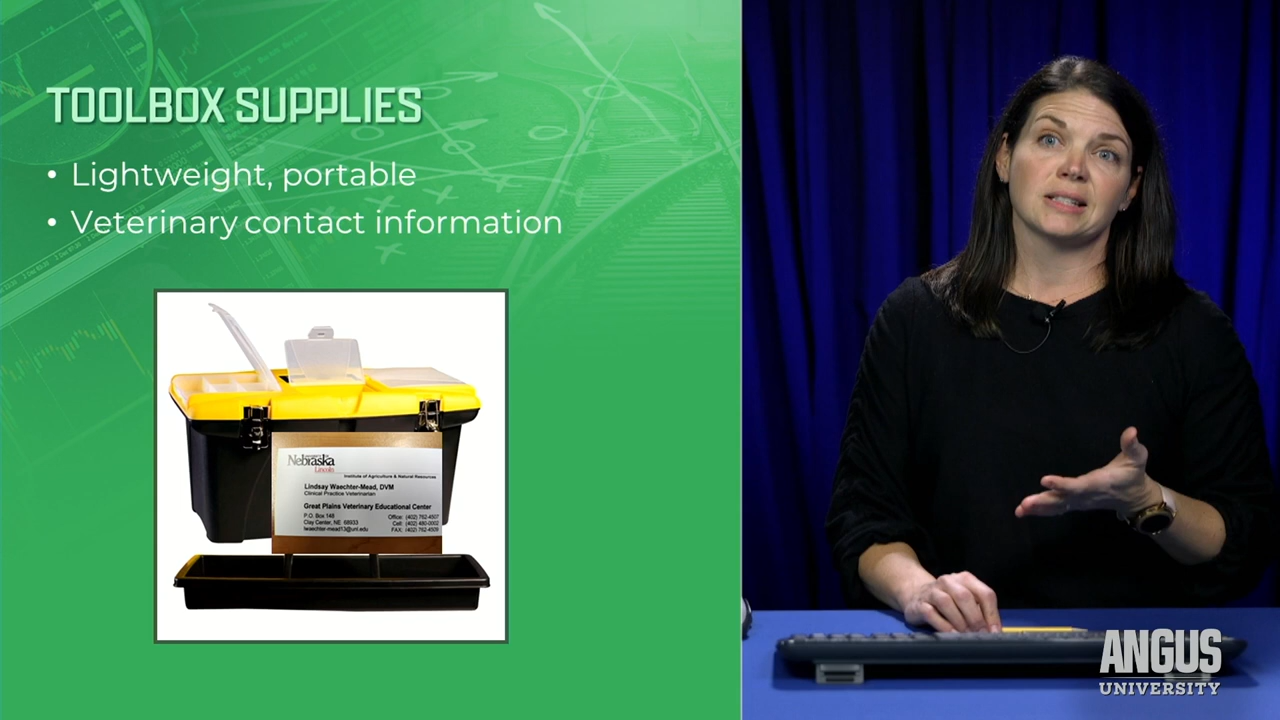 TOOLBOX SUPPLIES
• Lightweight, portable
• Veterinary contact information
Nebraska
Lincoln
Institute of Agriculture & Natural Resources
Lindsay Waechter-Mead, DVM
Clinical Practice Veterinarian
Great Plains Veterinary Educational Center
P.O. Box 148
Office: (402) 762-4507
Clay Center, NE 68933
Cell: (402) 480-0002
lwaechter-mead13@unl.edu
FAX: (402) 762-4509
ANGUS
UNIVERSITY